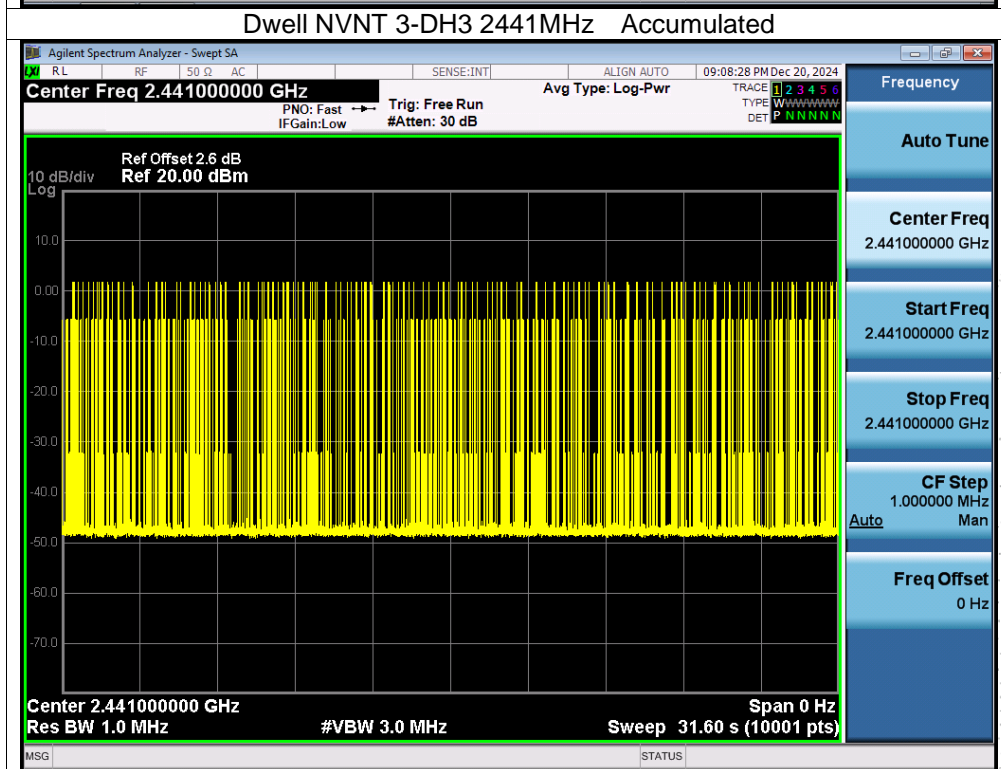 Dwell NVNT 3-DH3 2441MHz Accumulated
Agilent Spectrum Analyzer - Swept SA
LXI RL RF 50 Ω AC SENSE:INT ALIGN AUTO 09:08:28 PM Dec 20, 2024
Center Freq 2.441000000 GHz
PNO: Fast
IFGain:Low
Trig: Free Run
#Atten: 30 dB
Avg Type: Log-Pwr
TRACE 1 2 3 4 5 6
TYPE WWWWWW
DET P N N N N N
Ref Offset 2.6 dB
10 dB/div Ref 20.00 dBm
Log
10.0
0.00
-10.0
-20.0
-30.0
-40.0
-50.0
-60.0
-70.0
Center 2.441000000 GHz Span 0 Hz
Res BW 1.0 MHz #VBW 3.0 MHz Sweep 31.60 s (10001 pts)
MSG STATUS
Frequency
Auto Tune
Center Freq
2.441000000 GHz
Start Freq
2.441000000 GHz
Stop Freq
2.441000000 GHz
CF Step
1.000000 MHz
Auto Man
Freq Offset
0 Hz